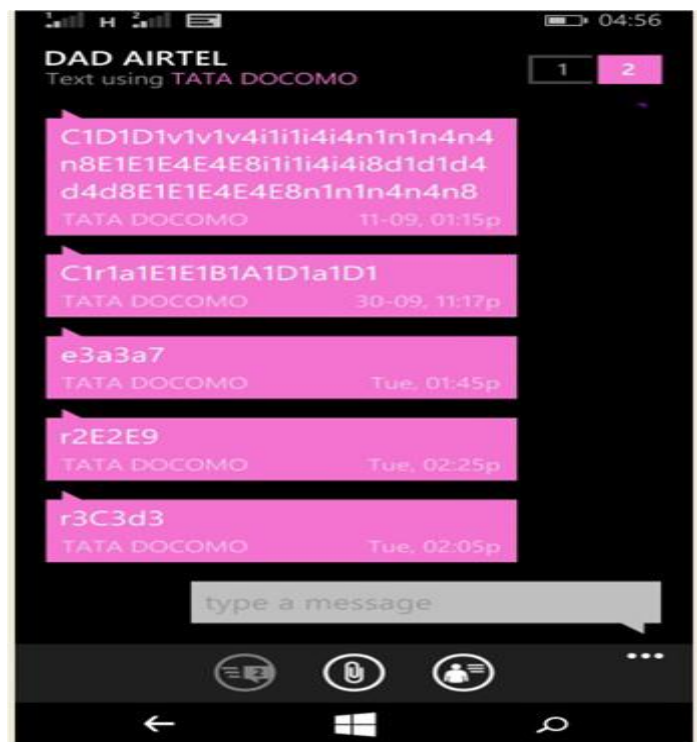 H
04:56
DAD AIRTEL
Text using TATA DOCOMO
1
2
C1D1D1v1v1v4i1i1i4i4n1n1n4n4
n8E1E1E4E4E8i1i1i4i4i8d1d1d4
d4d8E1E1E4E4E8n1n1n4n4n8
TATA DOCOMO 11-09, 01:15p
C1r1a1E1E1B1A1D1a1D1
TATA DOCOMO 30-09, 11:17p
e3a3a7
TATA DOCOMO Tue, 01:45p
r2E2E9
TATA DOCOMO Tue, 02:25p
r3C3d3
TATA DOCOMO Tue, 02:05p
type a message